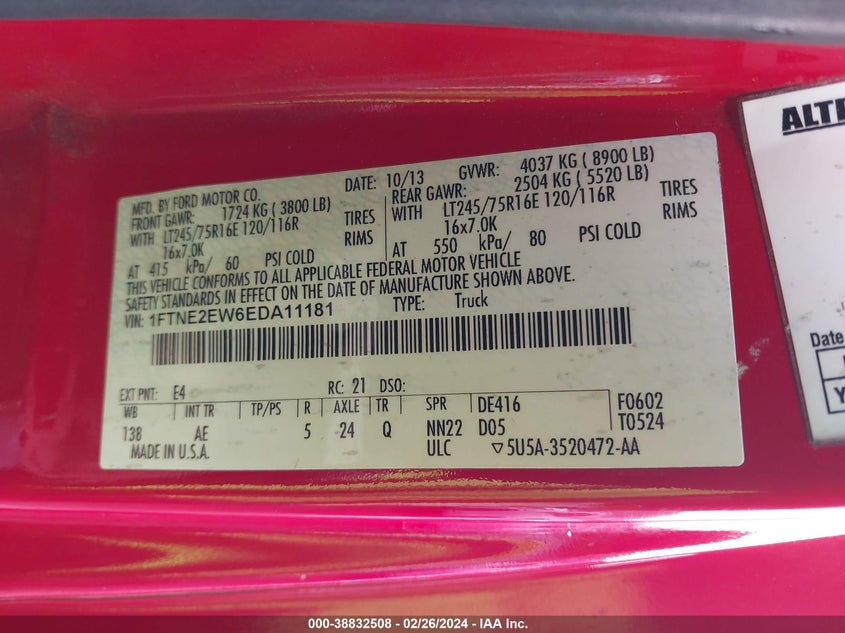 MFD. BY FORD MOTOR CO. DATE: 10/13 GVWR: 4037 KG ( 8900 LB)
FRONT GAWR: 1724 KG ( 3800 LB) REAR GAWR: 2504 KG ( 5520 LB)
WITH LT245/75R16E 120/116R TIRES WITH LT245/75R16E 120/116R TIRES
16x7.0K RIMS 16x7.0K RIMS
AT 415 kPa/ 60 PSI COLD AT 550 kPa/ 80 PSI COLD
THIS VEHICLE CONFORMS TO ALL APPLICABLE FEDERAL MOTOR VEHICLE
SAFETY STANDARDS IN EFFECT ON THE DATE OF MANUFACTURE SHOWN ABOVE.
VIN: 1FTNE2EW6EDA11181 TYPE: Truck
EXT PNT: E4 RC: 21 DSO:
WB INT TR TP/PS R AXLE TR SPR DE416 F0602
138 AE 5 24 Q NN22 D05 T0524
MADE IN U.S.A. ULC ▽5U5A-3520472-AA
ALTE
Date
Y
000-38832508 - 02/26/2024 - IAA Inc.